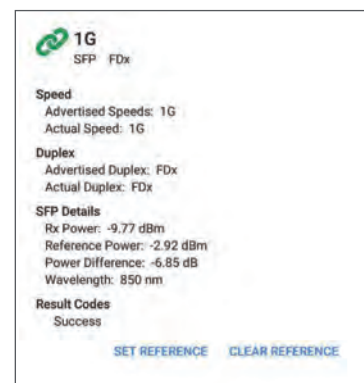 1G
SFP FDx
Speed
Advertised Speeds: 1G
Actual Speed: 1G
Duplex
Advertised Duplex: FDx
Actual Duplex: FDx
SFP Details
Rx Power: -9.77 dBm
Reference Power: -2.92 dBm
Power Difference: -6.85 dB
Wavelength: 850 nm
Result Codes
Success
SET REFERENCE CLEAR REFERENCE